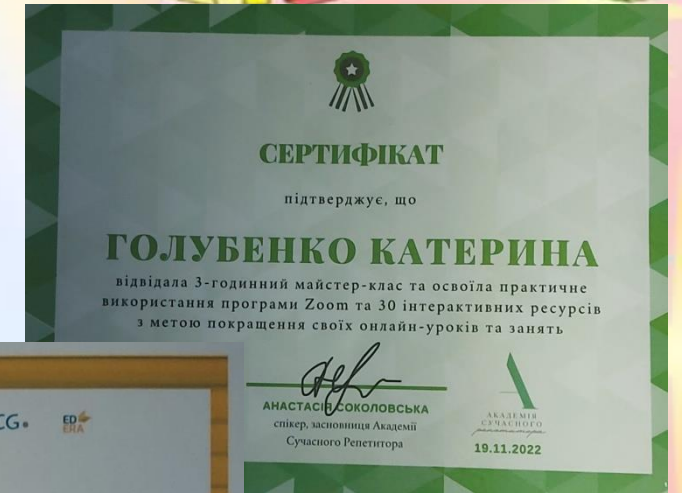 СЕРТИФІКАТ
підтверджує, що
ГОЛУБЕНКО КАТЕРИНА
відвідала 3-годинний майстер-клас та освоїла практичне
використання програми Zoom та 30 інтерактивних ресурсів
з метою покращення своїх онлайн-уроків та занять
АНАСТАСІЯ СОКОЛОВСЬКА
спікер, засновниця Академії
Сучасного Репетитора
АКАДЕМІЯ
СУЧАСНОГО
репетитора
19.11.2022
CG.
ED
ERA